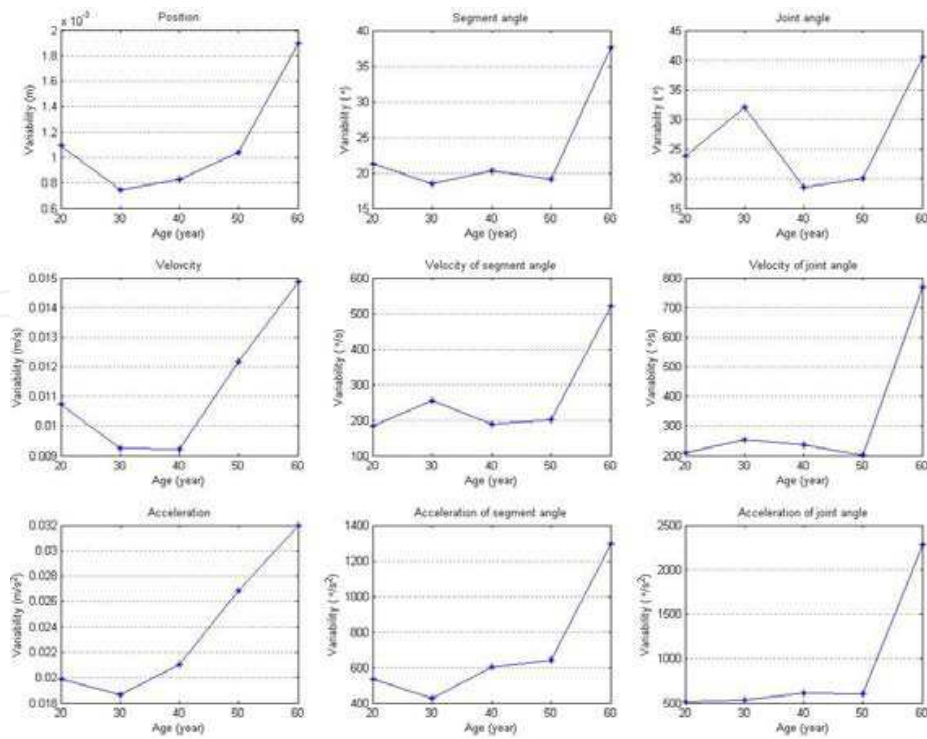 Position
Segment angle
Joint angle
x 10⁻³
2
1.8
1.6
1.4
1.2
1
0.8
0.6
Variability (m)
20 30 40 50 60
Age (year)
40
35
30
25
20
15
Variability (°)
20 30 40 50 60
Age (year)
45
40
35
30
25
20
15
Variability (°)
20 30 40 50 60
Age (year)
Velovcity
Velocity of segment angle
Velocity of joint angle
0.015
0.014
0.013
0.012
0.011
0.01
0.009
Variability (m/s)
20 30 40 50 60
Age (year)
600
500
400
300
200
100
Variability (°/s)
20 30 40 50 60
Age (year)
800
700
600
500
400
300
200
Variability (°/s)
20 30 40 50 60
Age (year)
Acceleration
Acceleration of segment angle
Acceleration of joint angle
0.032
0.03
0.028
0.026
0.024
0.022
0.02
0.018
Variability (m/s²)
20 30 40 50 60
Age (year)
1400
1200
1000
800
600
400
Variability (°/s²)
20 30 40 50 60
Age (year)
2500
2000
1500
1000
500
Variability (°/s²)
20 30 40 50 60
Age (year)